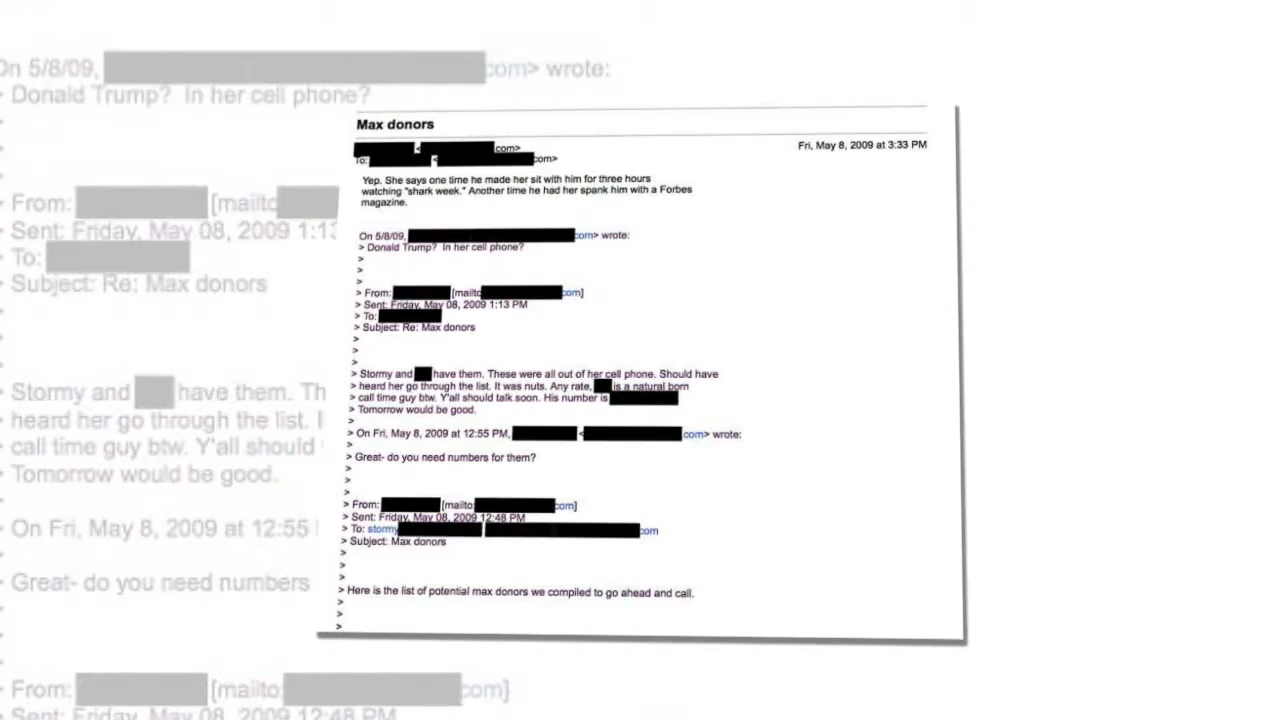 On 5/8/09, com> wrote:
> Donald Trump? In her cell phone?
>
>
>
> From: [mailto
> Sent: Friday, May 08, 2009 1:13
> To:
> Subject: Re: Max donors
>
>
>
> Stormy and have them. Th
> heard her go through the list. I
> call time guy btw. Y'all should
> Tomorrow would be good.
>
> On Fri, May 8, 2009 at 12:55
>
> Great- do you need numbers
>
>
>
> From: [mailto: com]
> Sent: Friday, May 08, 2009 12:48 PM
Max donors
< com>
Fri, May 8, 2009 at 3:33 PM
To: < com>
Yep. She says one time he made her sit with him for three hours
watching "shark week." Another time he had her spank him with a Forbes
magazine.
On 5/8/09, com> wrote:
> Donald Trump? In her cell phone?
>
>
>
> From: [mailto com]
> Sent: Friday, May 08, 2009 1:13 PM
> To:
> Subject: Re: Max donors
>
>
>
> Stormy and have them. These were all out of her cell phone. Should have
> heard her go through the list. It was nuts. Any rate, is a natural born
> call time guy btw. Y'all should talk soon. His number is
> Tomorrow would be good.
>
> On Fri, May 8, 2009 at 12:55 PM, < com> wrote:
>
> Great- do you need numbers for them?
>
>
>
> From: [mailto: com]
> Sent: Friday, May 08, 2009 12:48 PM
> To: stormy com
> Subject: Max donors
>
>
>
> Here is the list of potential max donors we compiled to go ahead and call.
>
>
>